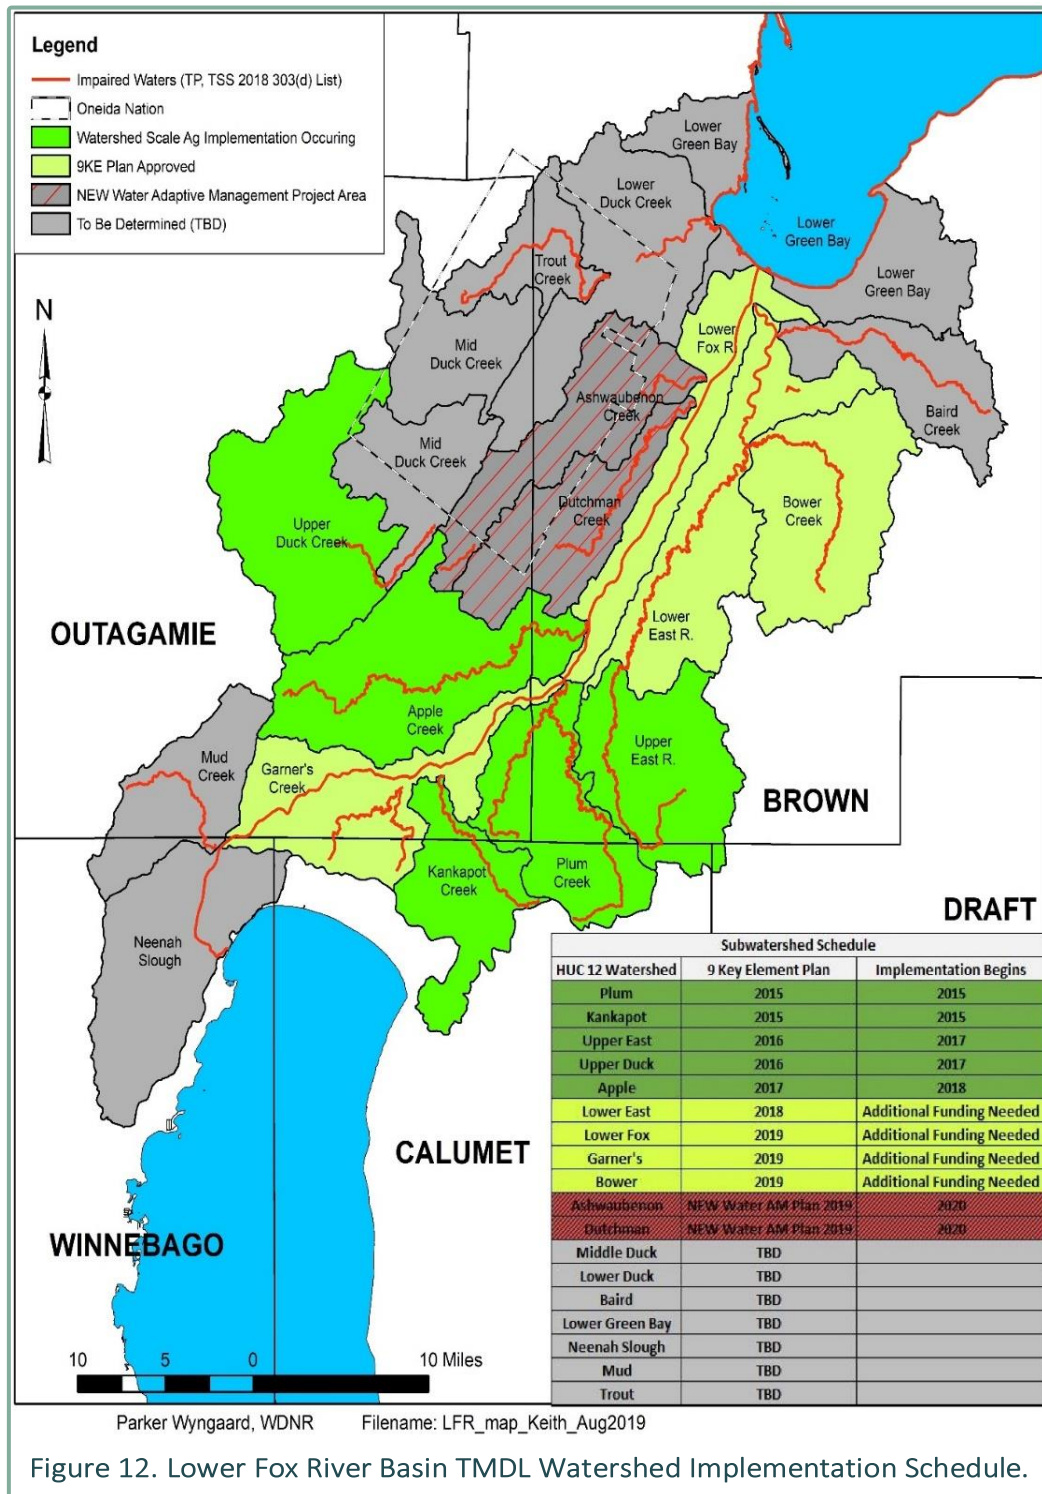 Legend
Impaired Waters (TP, TSS 2018 303(d) List)
Oneida Nation
Watershed Scale Ag Implementation Occuring
9KE Plan Approved
NEW Water Adaptive Management Project Area
To Be Determined (TBD)
N
Lower
Green Bay
Lower
Duck Creek
Lower
Green Bay
Trout
Creek
Lower
Green Bay
Lower
Fox R
Mid
Duck Creek
Ashwaubenon
Creek
Baird
Creek
Mid
Duck Creek
Dutchman
Creek
Bower
Creek
Upper
Duck Creek
OUTAGAMIE
Lower
East R.
Apple
Creek
Upper
East R.
Mud
Creek
Garner's
Creek
BROWN
Kankapot
Creek
Plum
Creek
Neenah
Slough
DRAFT
CALUMET
WINNEBAGO
Subwatershed Schedule
HUC 12 Watershed 9 Key Element Plan Implementation Begins
Plum 2015 2015
Kankapot 2015 2015
Upper East 2016 2017
Upper Duck 2016 2017
Apple 2017 2018
Lower East 2018 Additional Funding Needed
Lower Fox 2019 Additional Funding Needed
Garner's 2019 Additional Funding Needed
Bower 2019 Additional Funding Needed
Ashwaubenon NEW Water AM Plan 2019 2020
Dutchman NEW Water AM Plan 2019 2020
Middle Duck TBD
Lower Duck TBD
Baird TBD
Lower Green Bay TBD
Neenah Slough TBD
Mud TBD
Trout TBD
10 5 0 10 Miles
Parker Wyngaard, WDNR Filename: LFR_map_Keith_Aug2019
Figure 12. Lower Fox River Basin TMDL Watershed Implementation Schedule.